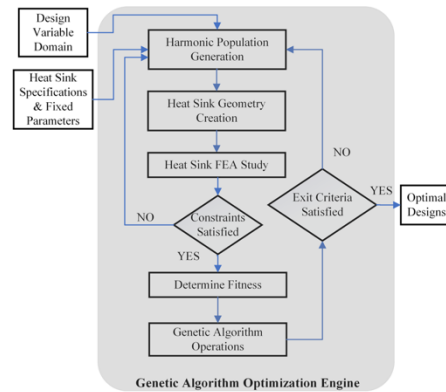 Design
Variable
Domain
Harmonic Population
Generation
Heat Sink
Specifications
& Fixed
Parameters
Heat Sink Geometry
Creation
Heat Sink FEA Study
NO
Constraints
Satisfied
YES
Determine Fitness
Genetic Algorithm
Operations
NO
Exit Criteria
Satisfied
YES
Optimal
Designs
Genetic Algorithm Optimization Engine